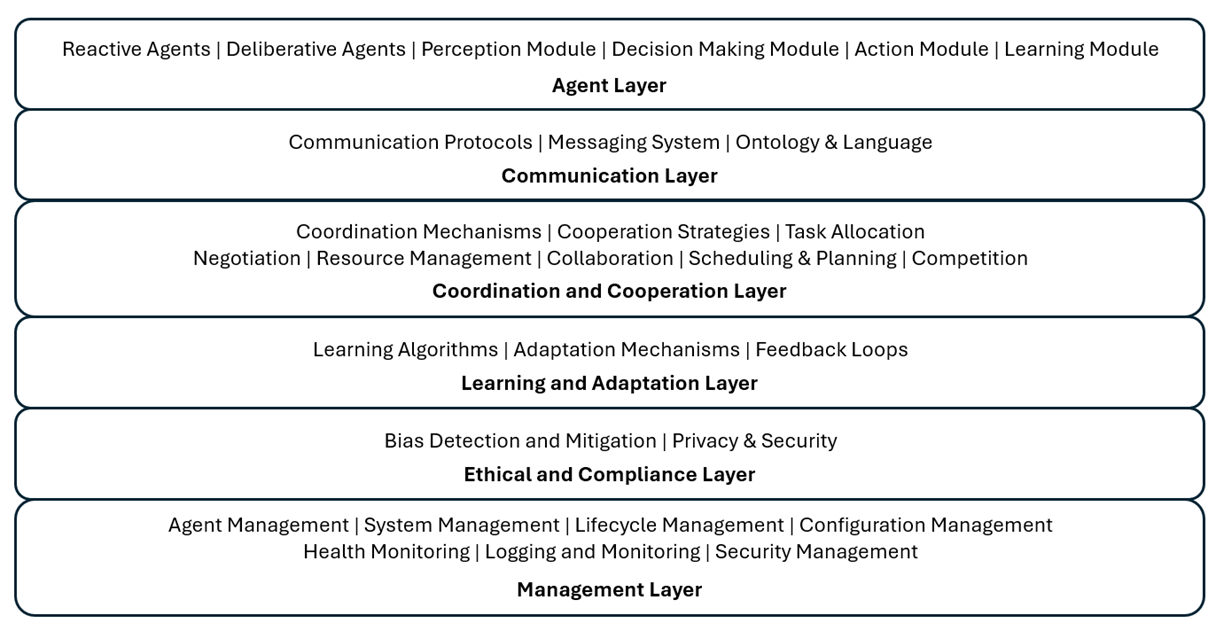 Reactive Agents | Deliberative Agents | Perception Module | Decision Making Module | Action Module | Learning Module
Agent Layer
Communication Protocols | Messaging System | Ontology & Language
Communication Layer
Coordination Mechanisms | Cooperation Strategies | Task Allocation
Negotiation | Resource Management | Collaboration | Scheduling & Planning | Competition
Coordination and Cooperation Layer
Learning Algorithms | Adaptation Mechanisms | Feedback Loops
Learning and Adaptation Layer
Bias Detection and Mitigation | Privacy & Security
Ethical and Compliance Layer
Agent Management | System Management | Lifecycle Management | Configuration Management
Health Monitoring | Logging and Monitoring | Security Management
Management Layer